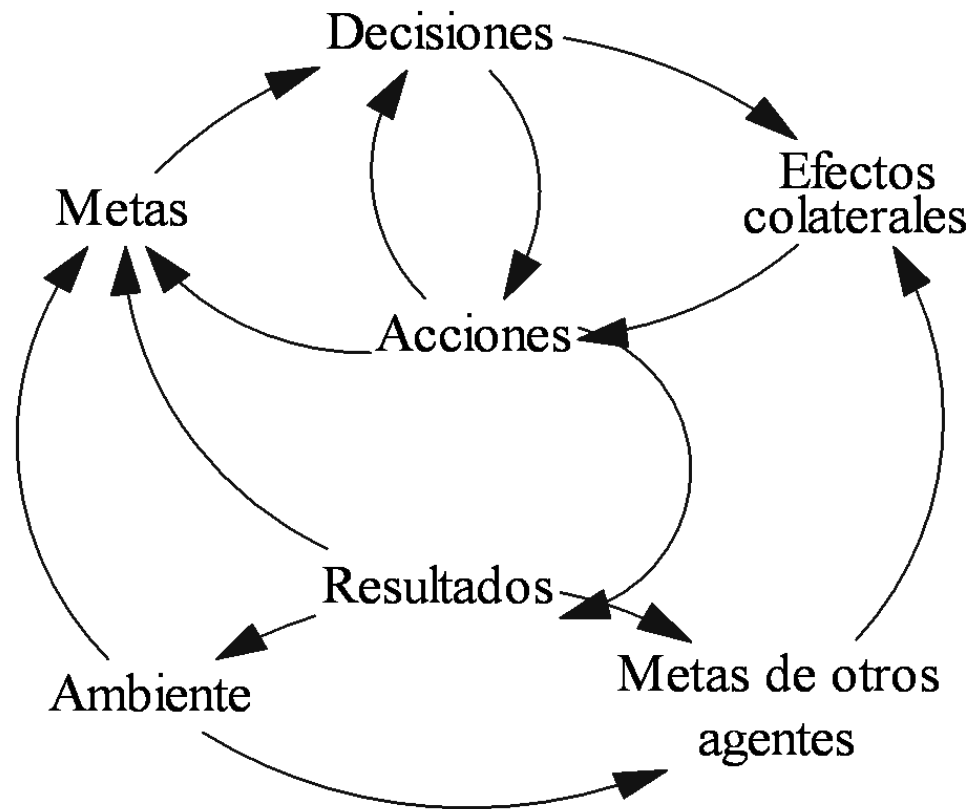 Decisiones
Efectos
colaterales
Metas
Acciones
Resultados
Metas de otros
agentes
Ambiente